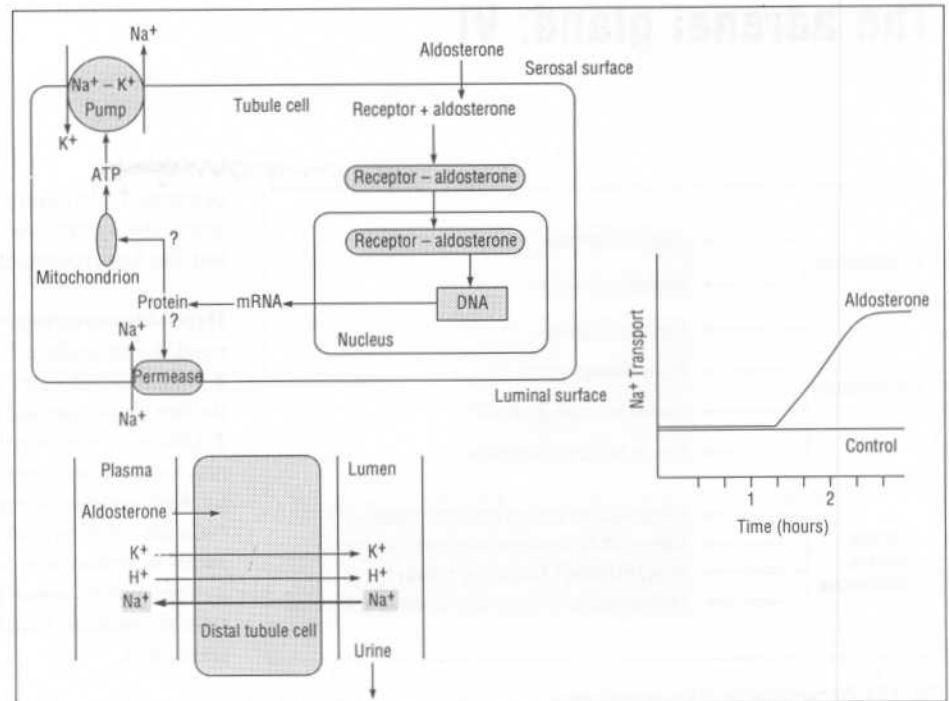 The adrenal gland: VI
Na⁺
Aldosterone
Serosal surface
Na⁺ – K⁺
Pump
Tubule cell
Receptor + aldosterone
K⁺
ATP
Receptor – aldosterone
?
Receptor – aldosterone
Mitochondrion
Protein
mRNA
DNA
?
Na⁺
Nucleus
Permease
Luminal surface
Na⁺
Na⁺ Transport
Aldosterone
Control
1
2
Time (hours)
Plasma
Lumen
Aldosterone
K⁺
K⁺
H⁺
H⁺
Na⁺
Na⁺
Distal tubule cell
Urine